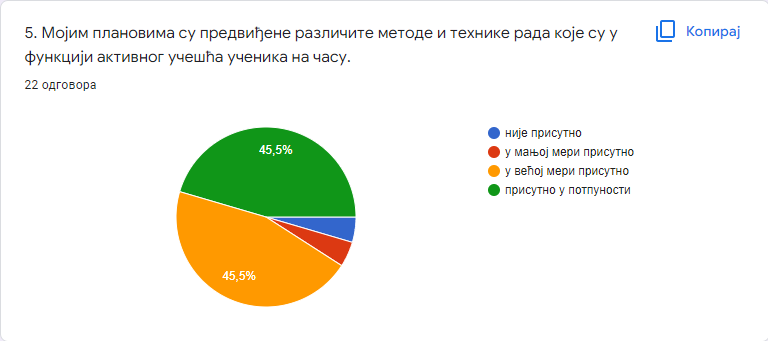 5. Мојим плановима су предвиђене различите методе и технике рада које су у
функцији активног учешћа ученика на часу.
Копирај
22 одговора
45,5%
45,5%
није присутно
у мањој мери присутно
у већој мери присутно
присутно у потпуности